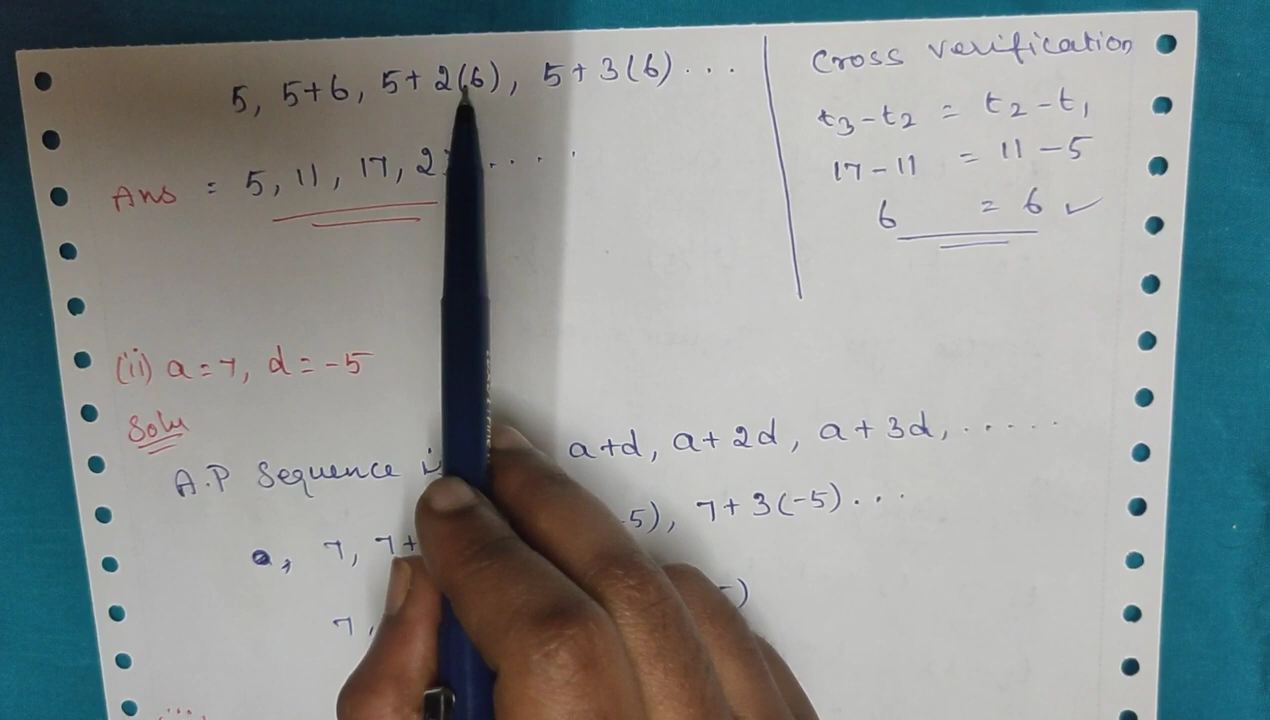 5, 5+6, 5+2(6), 5+3(6)...
Ans = 5, 11, 17, 2
Cross verification
t₃-t₂ = t₂-t₁
17-11 = 11-5
6 = 6 ✓
(ii) a=7, d=-5
Solu
A.P Sequence a+d, a+2d, a+3d, .....
7, 7+ -5), 7+3(-5)...
7,